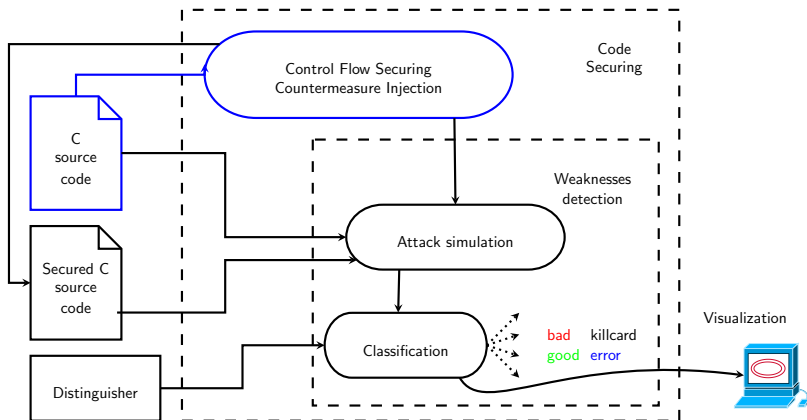 Control Flow Securing
Countermeasure Injection
Code
Securing
C
source
code
Weaknesses
detection
Attack simulation
Secured C
source
code
Classification
bad killcard
good error
Visualization
Distinguisher